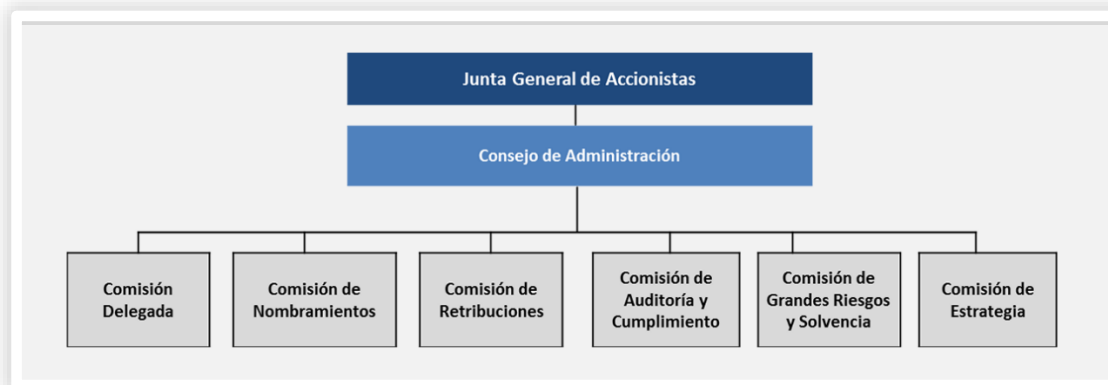 Junta General de Accionistas
Consejo de Administración
Comisión
Delegada
Comisión de
Nombramientos
Comisión de
Retribuciones
Comisión de
Auditoría y
Cumplimiento
Comisión de
Grandes Riesgos
y Solvencia
Comisión de
Estrategia